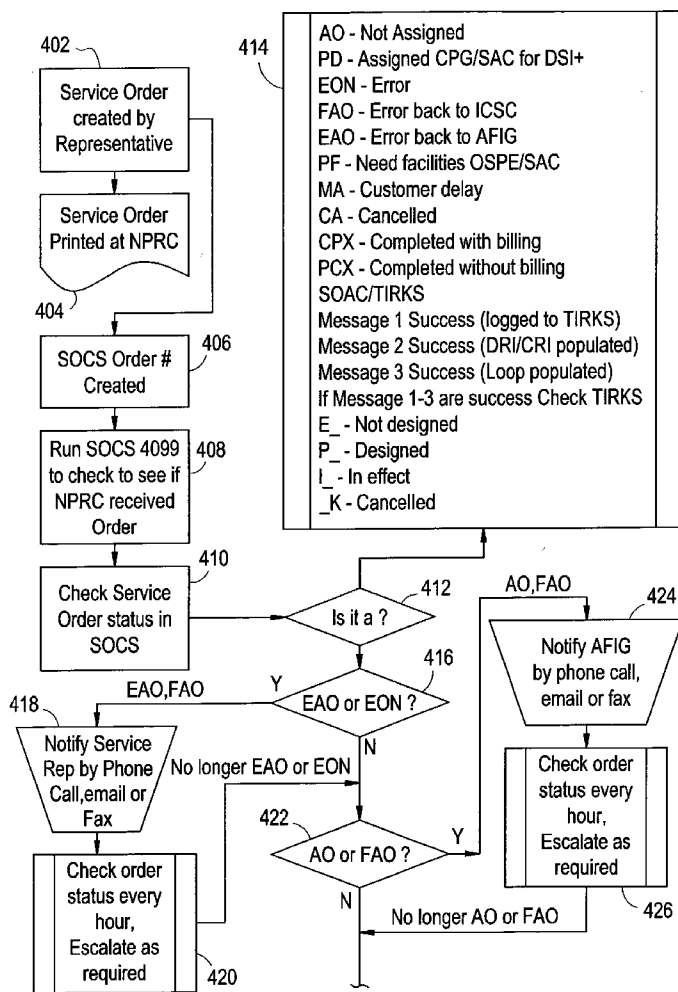 402
Service Order
created by
Representative
Service Order
Printed at NPRC
404
SOCS Order #
Created
406
Run SOCS 4099
to check to see if
NPRC received
Order
408
410
Check Service
Order status in
SOCS
414
AO - Not Assigned
PD - Assigned CPG/SAC for DSI+
EON - Error
FAO - Error back to ICSC
EAO - Error back to AFIG
PF - Need facilities OSPE/SAC
MA - Customer delay
CA - Cancelled
CPX - Completed with billing
PCX - Completed without billing
SOAC/TIRKS
Message 1 Success (logged to TIRKS)
Message 2 Success (DRI/CRI populated)
Message 3 Success (Loop populated)
If Message 1-3 are success Check TIRKS
E_ - Not designed
P_ - Designed
I_ - In effect
_K - Cancelled
412
Is it a ?
416
EAO or EON ?
Y
N
EAO,FAO
418
Notify Service
Rep by Phone
Call,email or
Fax
No longer EAO or EON
Check order
status every
hour,
Escalate as
required
420
422
AO or FAO ?
Y
N
AO,FAO
424
Notify AFIG
by phone call,
email or fax
Check order
status every
hour,
Escalate as
required
426
No longer AO or FAO